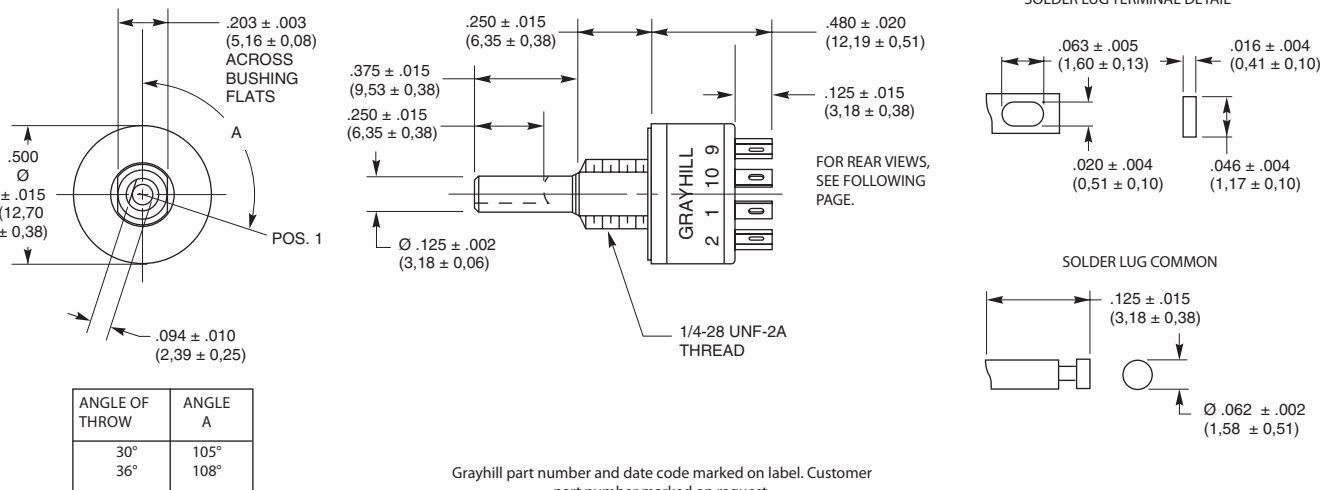 SOLDER LUG TERMINAL DETAIL
.203 ± .003
(5,16 ± 0,08)
ACROSS
BUSHING
FLATS
A
.500
Ø
± .015
(12,70
± 0,38)
POS. 1
.094 ± .010
(2,39 ± 0,25)
ANGLE OF
THROW
ANGLE
A
30°
105°
36°
108°
.250 ± .015
(6,35 ± 0,38)
.480 ± .020
(12,19 ± 0,51)
.375 ± .015
(9,53 ± 0,38)
.250 ± .015
(6,35 ± 0,38)
.125 ± .015
(3,18 ± 0,38)
GRAYHILL
2 1 10 9
FOR REAR VIEWS,
SEE FOLLOWING
PAGE.
Ø .125 ± .002
(3,18 ± 0,06)
1/4-28 UNF-2A
THREAD
.063 ± .005
(1,60 ± 0,13)
.016 ± .004
(0,41 ± 0,10)
.020 ± .004
(0,51 ± 0,10)
.046 ± .004
(1,17 ± 0,10)
SOLDER LUG COMMON
.125 ± .015
(3,18 ± 0,38)
Ø .062 ± .002
(1,58 ± 0,51)
Grayhill part number and date code marked on label. Customer
part number marked on request